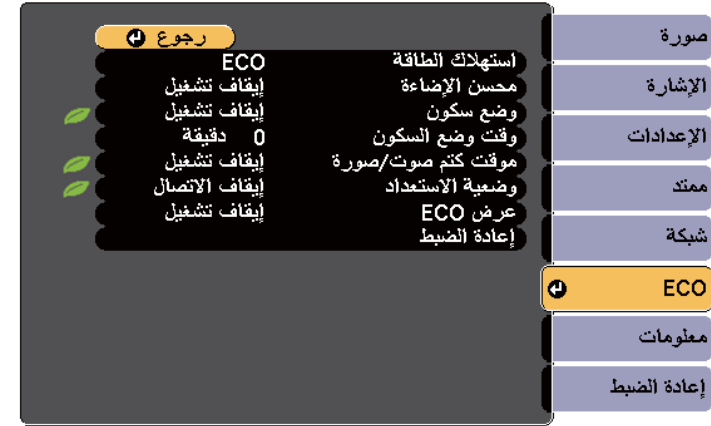 صورة
الإشارة
الإعدادات
ممتد
شبكة
ECO
معلومات
إعادة الضبط
رجوع
استهلاك الطاقة ECO
محسن الإضاءة إيقاف تشغيل
وضع سكون إيقاف تشغيل
وقت وضع السكون 0 دقيقة
موقت كتم صوت/صورة إيقاف تشغيل
وضعية الاستعداد إيقاف الاتصال
عرض ECO إيقاف تشغيل
إعادة الضبط